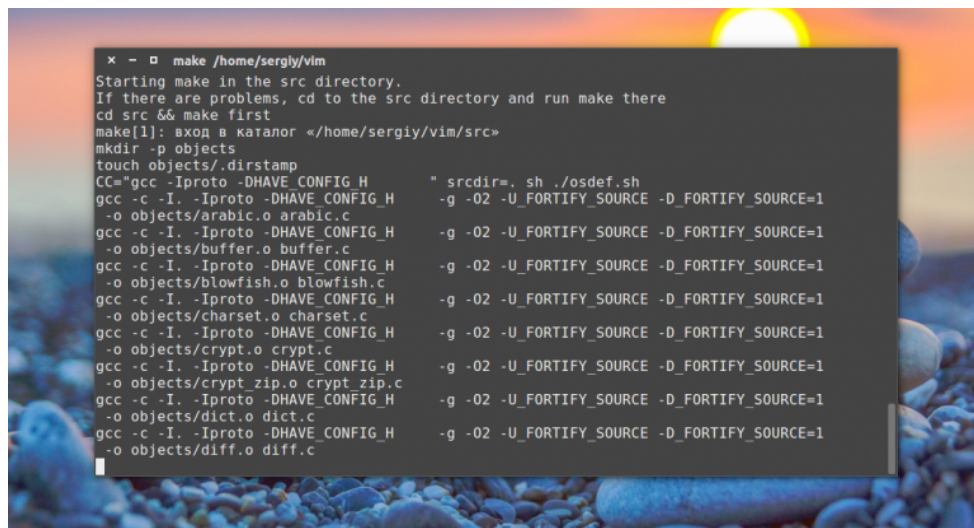 make /home/sergiy/vim
Starting make in the src directory.
If there are problems, cd to the src directory and run make there
cd src && make first
make[1]: вход в каталог «/home/sergiy/vim/src»
mkdir -p objects
touch objects/.dirstamp
CC="gcc -Iproto -DHAVE_CONFIG_H       " srcdir=. sh ./osdef.sh
gcc -c -I. -Iproto -DHAVE_CONFIG_H     -g -O2 -U_FORTIFY_SOURCE -D_FORTIFY_SOURCE=1
 -o objects/arabic.o arabic.c
gcc -c -I. -Iproto -DHAVE_CONFIG_H     -g -O2 -U_FORTIFY_SOURCE -D_FORTIFY_SOURCE=1
 -o objects/buffer.o buffer.c
gcc -c -I. -Iproto -DHAVE_CONFIG_H     -g -O2 -U_FORTIFY_SOURCE -D_FORTIFY_SOURCE=1
 -o objects/blowfish.o blowfish.c
gcc -c -I. -Iproto -DHAVE_CONFIG_H     -g -O2 -U_FORTIFY_SOURCE -D_FORTIFY_SOURCE=1
 -o objects/charset.o charset.c
gcc -c -I. -Iproto -DHAVE_CONFIG_H     -g -O2 -U_FORTIFY_SOURCE -D_FORTIFY_SOURCE=1
 -o objects/crypt.o crypt.c
gcc -c -I. -Iproto -DHAVE_CONFIG_H     -g -O2 -U_FORTIFY_SOURCE -D_FORTIFY_SOURCE=1
 -o objects/crypt_zip.o crypt_zip.c
gcc -c -I. -Iproto -DHAVE_CONFIG_H     -g -O2 -U_FORTIFY_SOURCE -D_FORTIFY_SOURCE=1
 -o objects/dict.o dict.c
gcc -c -I. -Iproto -DHAVE_CONFIG_H     -g -O2 -U_FORTIFY_SOURCE -D_FORTIFY_SOURCE=1
 -o objects/diff.o diff.c